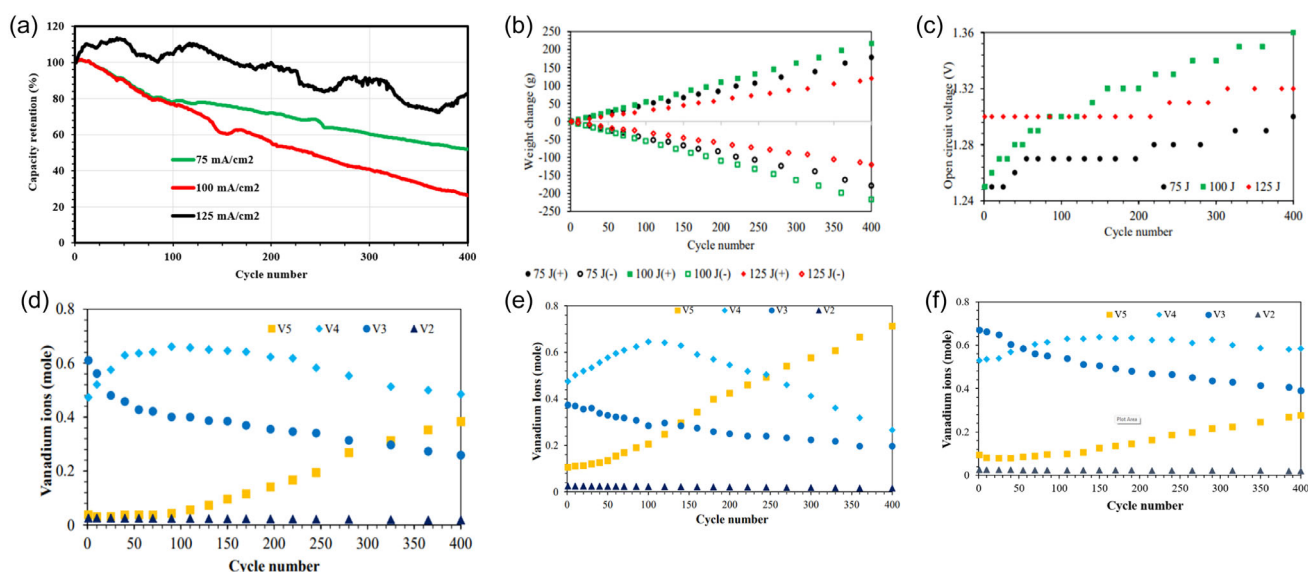 (a)
120
100
80
60
40
20
0
Capacity retention (%)
75 mA/cm2
100 mA/cm2
125 mA/cm2
0 100 200 300 400
Cycle number
(b)
250
200
150
100
50
0
-50
-100
-150
-200
-250
Weight change (g)
0 50 100 150 200 250 300 350 400
Cycle number
75 J(+) 75 J(-) 100 J(+) 100 J(-) 125 J(+) 125 J(-)
(c)
1.36
1.32
1.28
1.24
Open circuit voltage (V)
75 J 100 J 125 J
0 100 200 300 400
Cycle number
(d)
0.8
0.6
0.4
0.2
0
Vanadium ions (mole)
V5 V4 V3 V2
0 50 100 150 200 250 300 350 400
Cycle number
(e)
0.8
0.6
0.4
0.2
0
Vanadium ions (mole)
V5 V4 V3 V2
0 50 100 150 200 250 300 350 400
Cycle number
(f)
0.8
0.6
0.4
0.2
0
Vanadium ions (mole)
V5 V4 V3 V2
Plot Area
0 50 100 150 200 250 300 350 400
Cycle number